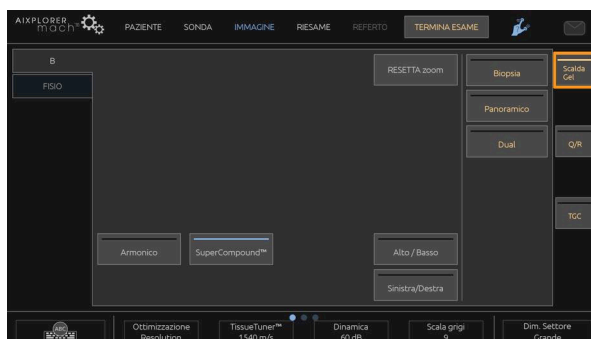 AIXPLORER
mach
PAZIENTE
SONDA
IMMAGINE
RIESAME
REFERTO
TERMINA ESAME
B
FISIO
RESETTA zoom
Biopsia
Scalda
Gel
Panoramico
Dual
Q/R
TGC
Armonico
SuperCompound™
Alto / Basso
Sinistra/Destra
ABC
Ottimizzazione
Resolution
TissueTuner™
1540 m/s
Dinamica
60 dB
Scala grigi
9
Dim. Settore
Grande